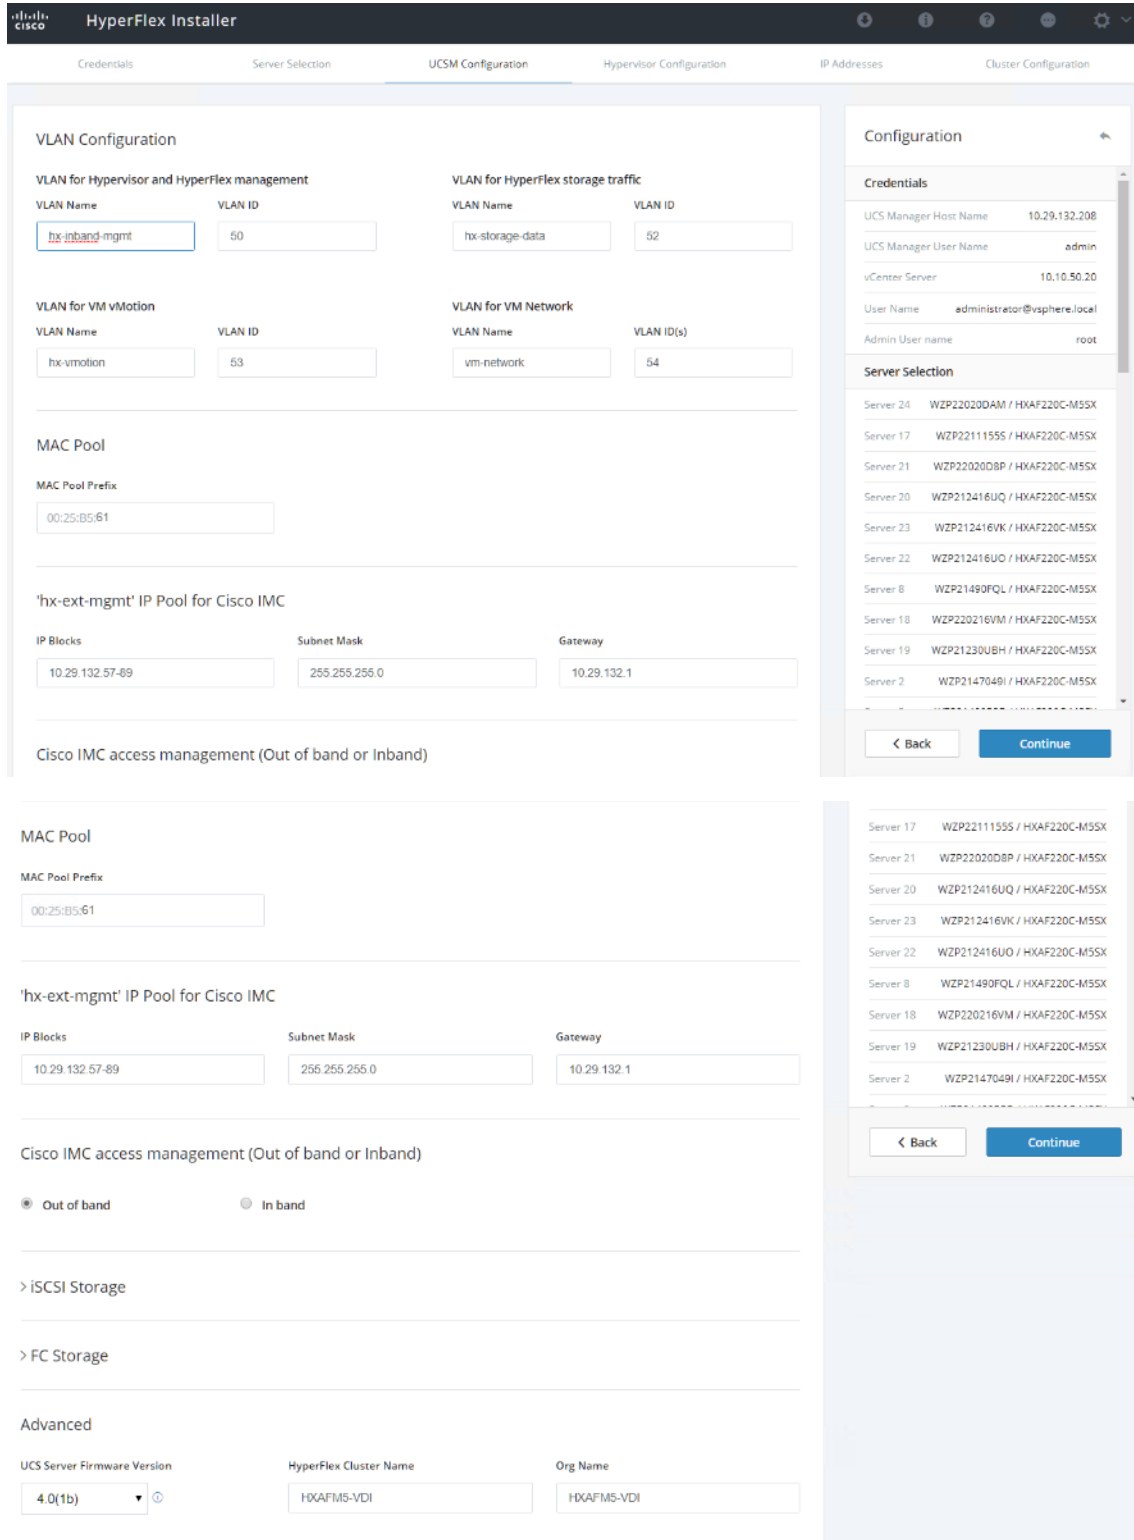 cisco HyperFlex Installer
Credentials Server Selection UCSM Configuration Hypervisor Configuration IP Addresses Cluster Configuration
VLAN Configuration
VLAN for Hypervisor and HyperFlex management VLAN for HyperFlex storage traffic
VLAN Name VLAN ID VLAN Name VLAN ID
hx-inband-mgmt 50 hx-storage-data 52
VLAN for VM vMotion VLAN for VM Network
VLAN Name VLAN ID VLAN Name VLAN ID(s)
hx-vmotion 53 vm-network 54
MAC Pool
MAC Pool Prefix
00:25:B5:61
'hx-ext-mgmt' IP Pool for Cisco IMC
IP Blocks Subnet Mask Gateway
10.29.132.57-89 255.255.255.0 10.29.132.1
Cisco IMC access management (Out of band or Inband)
Configuration
Credentials
UCS Manager Host Name 10.29.132.208
UCS Manager User Name admin
vCenter Server 10.10.50.20
User Name administrator@vsphere.local
Admin User name root
Server Selection
Server 24 WZP22020DAM / HXAF220C-M5SX
Server 17 WZP2211155S / HXAF220C-M5SX
Server 21 WZP22020D8P / HXAF220C-M5SX
Server 20 WZP212416UQ / HXAF220C-M5SX
Server 23 WZP212416VK / HXAF220C-M5SX
Server 22 WZP212416UO / HXAF220C-M5SX
Server 8 WZP21490FQL / HXAF220C-M5SX
Server 18 WZP220216VM / HXAF220C-M5SX
Server 19 WZP21230UBH / HXAF220C-M5SX
Server 2 WZP2147049I / HXAF220C-M5SX
< Back Continue
MAC Pool
MAC Pool Prefix
00:25:B5:61
'hx-ext-mgmt' IP Pool for Cisco IMC
IP Blocks Subnet Mask Gateway
10.29.132.57-89 255.255.255.0 10.29.132.1
Cisco IMC access management (Out of band or Inband)
Out of band In band
> iSCSI Storage
> FC Storage
Advanced
UCS Server Firmware Version HyperFlex Cluster Name Org Name
4.0(1b) HXAFM5-VDI HXAFM5-VDI
Server 17 WZP2211155S / HXAF220C-M5SX
Server 21 WZP22020D8P / HXAF220C-M5SX
Server 20 WZP212416UQ / HXAF220C-M5SX
Server 23 WZP212416VK / HXAF220C-M5SX
Server 22 WZP212416UO / HXAF220C-M5SX
Server 8 WZP21490FQL / HXAF220C-M5SX
Server 18 WZP220216VM / HXAF220C-M5SX
Server 19 WZP21230UBH / HXAF220C-M5SX
Server 2 WZP2147049I / HXAF220C-M5SX
< Back Continue